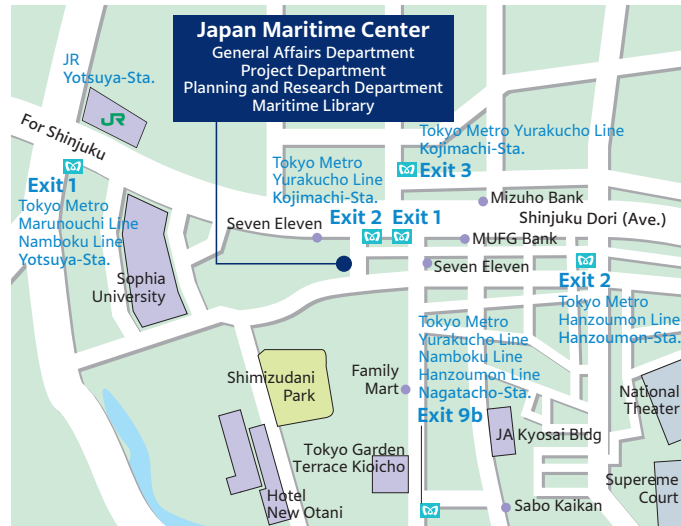 Japan Maritime Center
General Affairs Department
Project Department
Planning and Research Department
Maritime Library
JR
Yotsuya-Sta.
JR
For Shinjuku
Exit 1
Tokyo Metro
Marunouchi Line
Namboku Line
Yotsuya-Sta.
Sophia
University
Tokyo Metro
Yurakucho Line
Kojimachi-Sta.
Exit 2
Exit 1
Seven Eleven
Tokyo Metro Yurakucho Line
Kojimachi-Sta.
Exit 3
Mizuho Bank
Shinjuku Dori (Ave.)
MUFG Bank
Seven Eleven
Exit 2
Tokyo Metro
Hanzoumon Line
Hanzoumon-Sta.
Tokyo Metro
Yurakucho Line
Namboku Line
Hanzoumon Line
Nagatacho-Sta.
Exit 9b
Shimizudani
Park
Family
Mart
National
Theater
JA Kyosai Bldg
Tokyo Garden
Terrace Kioicho
Hotel
New Otani
Sabo Kaikan
Supereme
Court